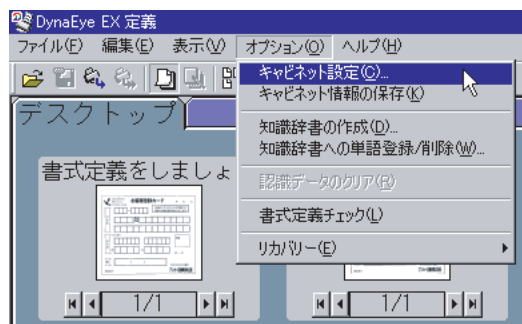 DynaEye EX 定義
ファイル(F) 編集(E) 表示(V) オプション(O) ヘルプ(H)
キャビネット設定(C)...
キャビネット情報の保存(K)
知識辞書の作成(D)...
知識辞書への単語登録/削除(W)...
認識データのクリア(R)
書式定義チェック(L)
リカバリー(E)
デスクトップ
書式定義をしましょ
1/1
1/1